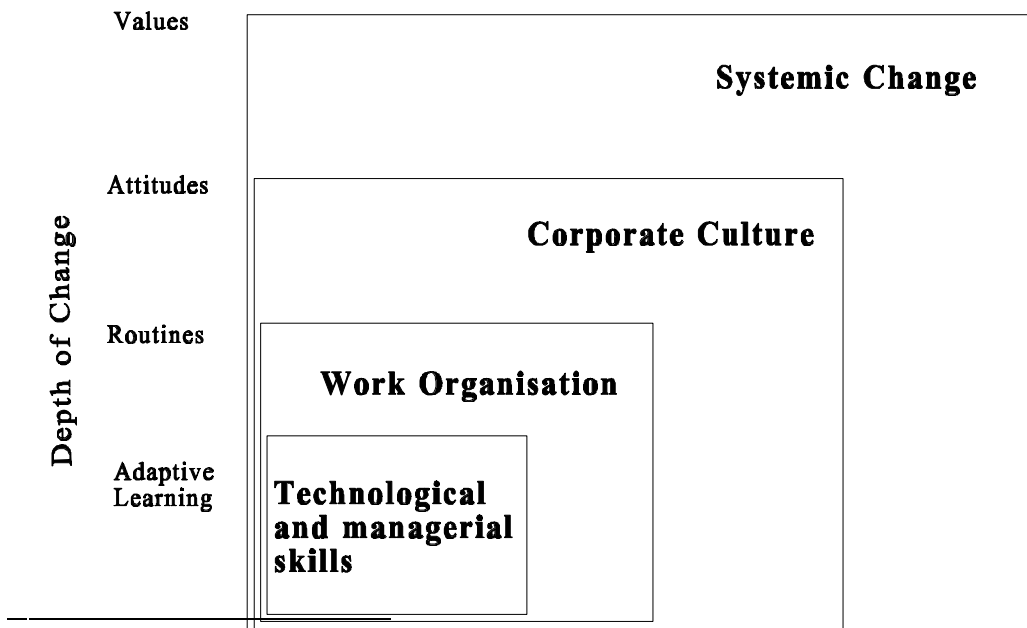 Values
Systemic Change
Attitudes
Corporate Culture
Depth of Change
Routines
Work Organisation
Adaptive
Learning
Technological
and managerial
skills